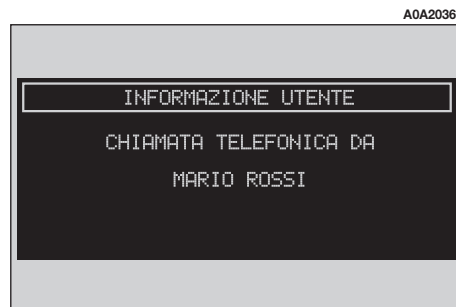 A0A2036
INFORMAZIONE UTENTE
CHIAMATA TELEFONICA DA
MARIO ROSSI